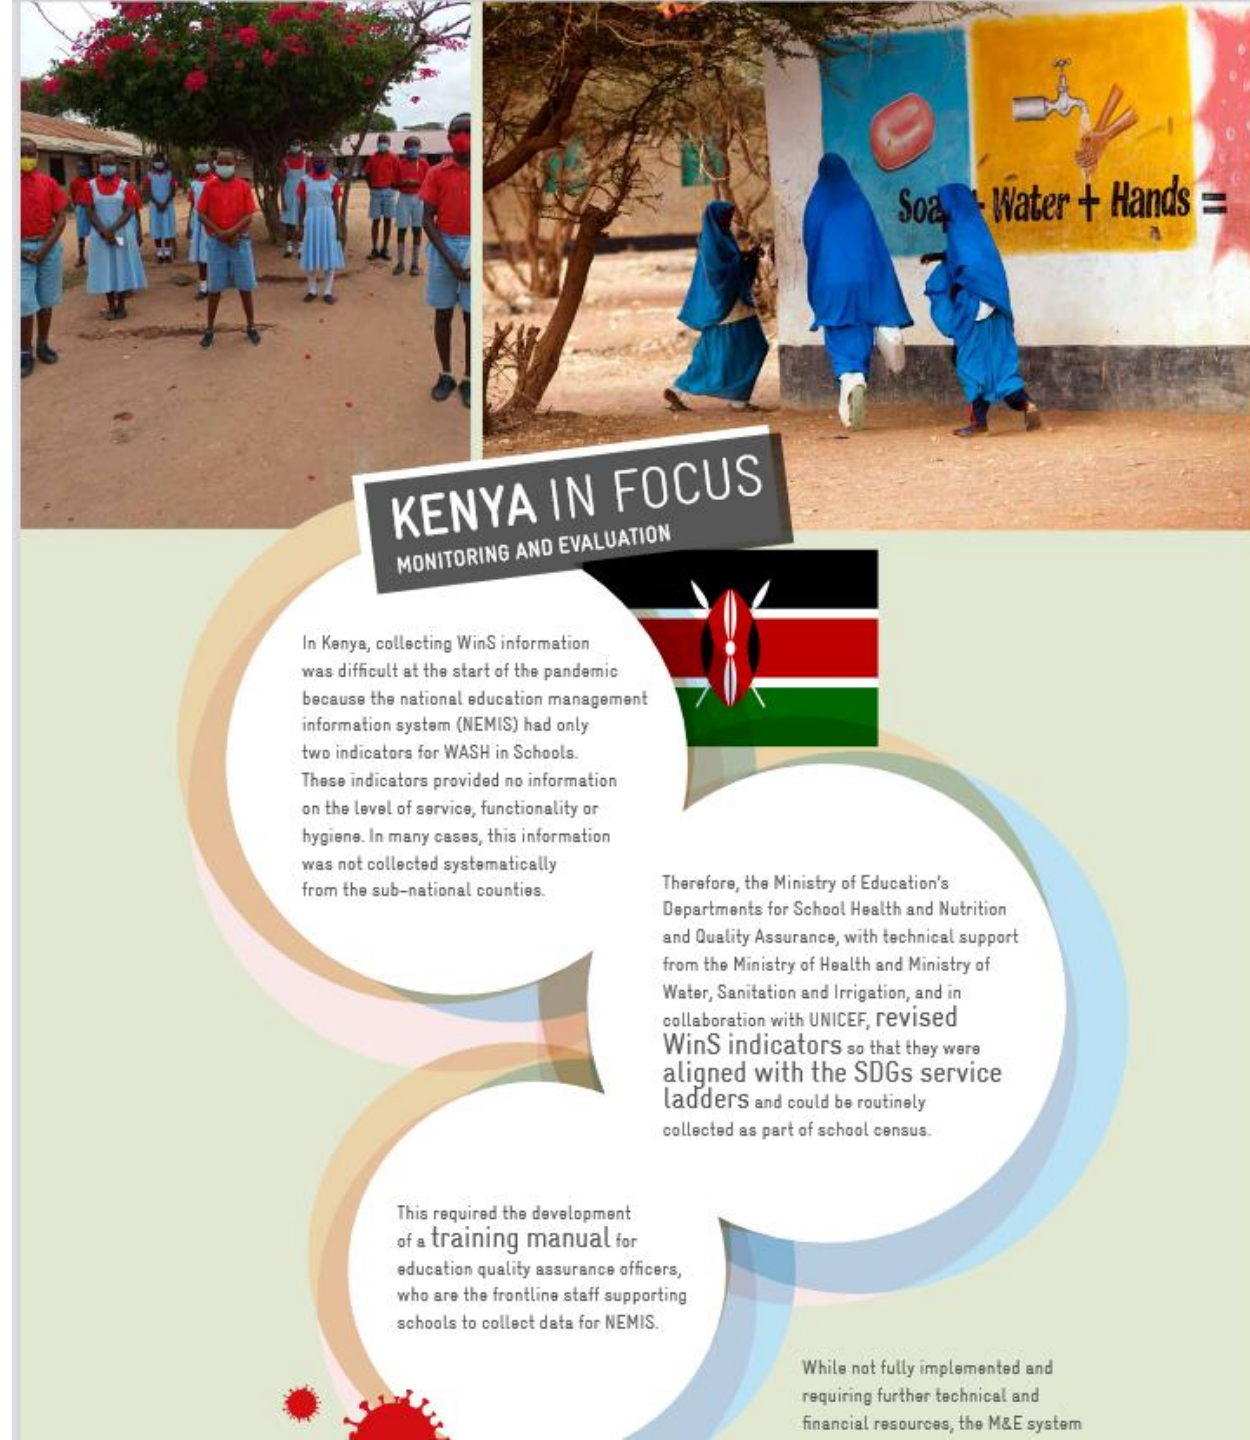 Soap + Water + Hands =
KENYA IN FOCUS
MONITORING AND EVALUATION
In Kenya, collecting WinS information
was difficult at the start of the pandemic
because the national education management
information system (NEMIS) had only
two indicators for WASH in Schools.
These indicators provided no information
on the level of service, functionality or
hygiene. In many cases, this information
was not collected systematically
from the sub-national counties.
Therefore, the Ministry of Education's
Departments for School Health and Nutrition
and Quality Assurance, with technical support
from the Ministry of Health and Ministry of
Water, Sanitation and Irrigation, and in
collaboration with UNICEF, revised
WinS indicators so that they were
aligned with the SDGs service
ladders and could be routinely
collected as part of school census.
This required the development
of a training manual for
education quality assurance officers,
who are the frontline staff supporting
schools to collect data for NEMIS.
While not fully implemented and
requiring further technical and
financial resources, the M&E system